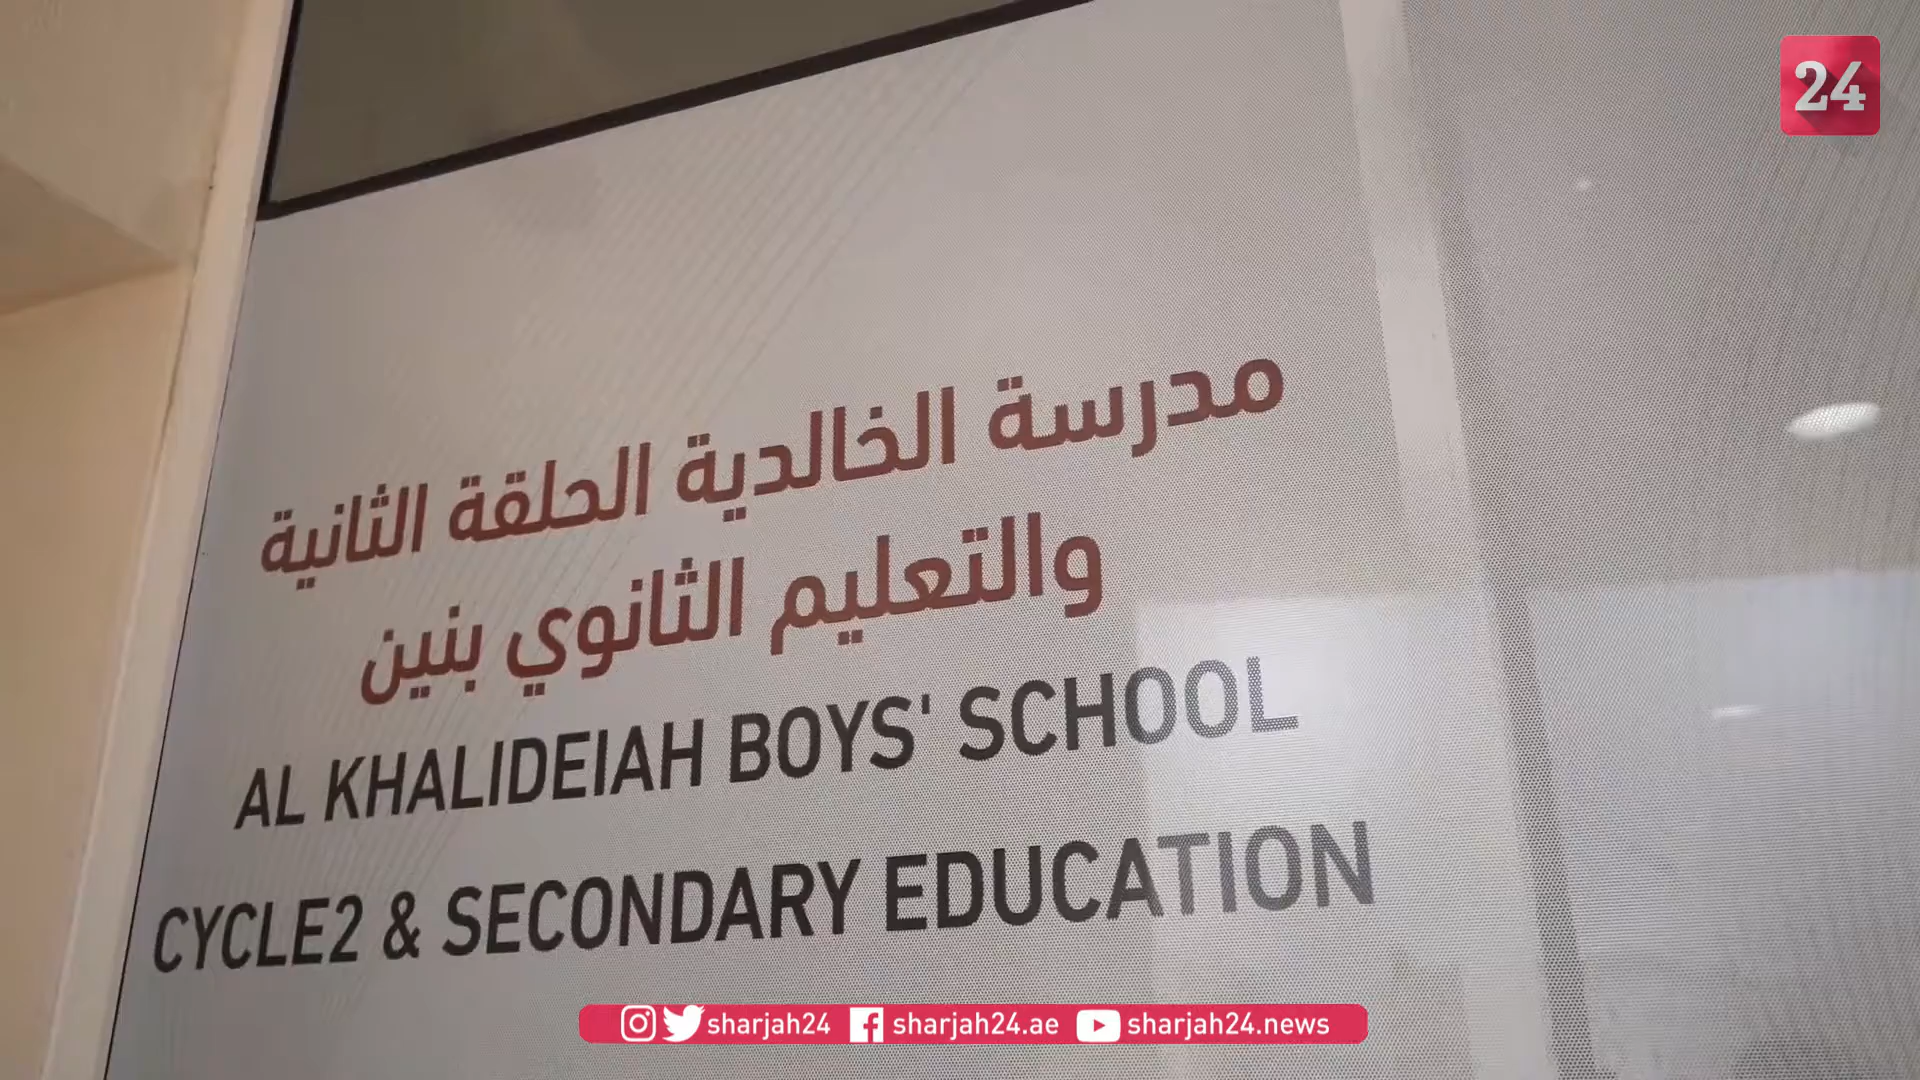 24
مدرسة الخالدية الحلقة الثانية
والتعليم الثانوي بنين
AL KHALIDEIAH BOYS' SCHOOL
CYCLE2 & SECONDARY EDUCATION
sharjah24 sharjah24.ae sharjah24.news